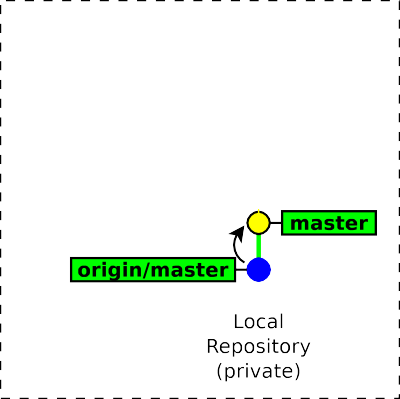 master
origin/master
Local
Repository
(private)